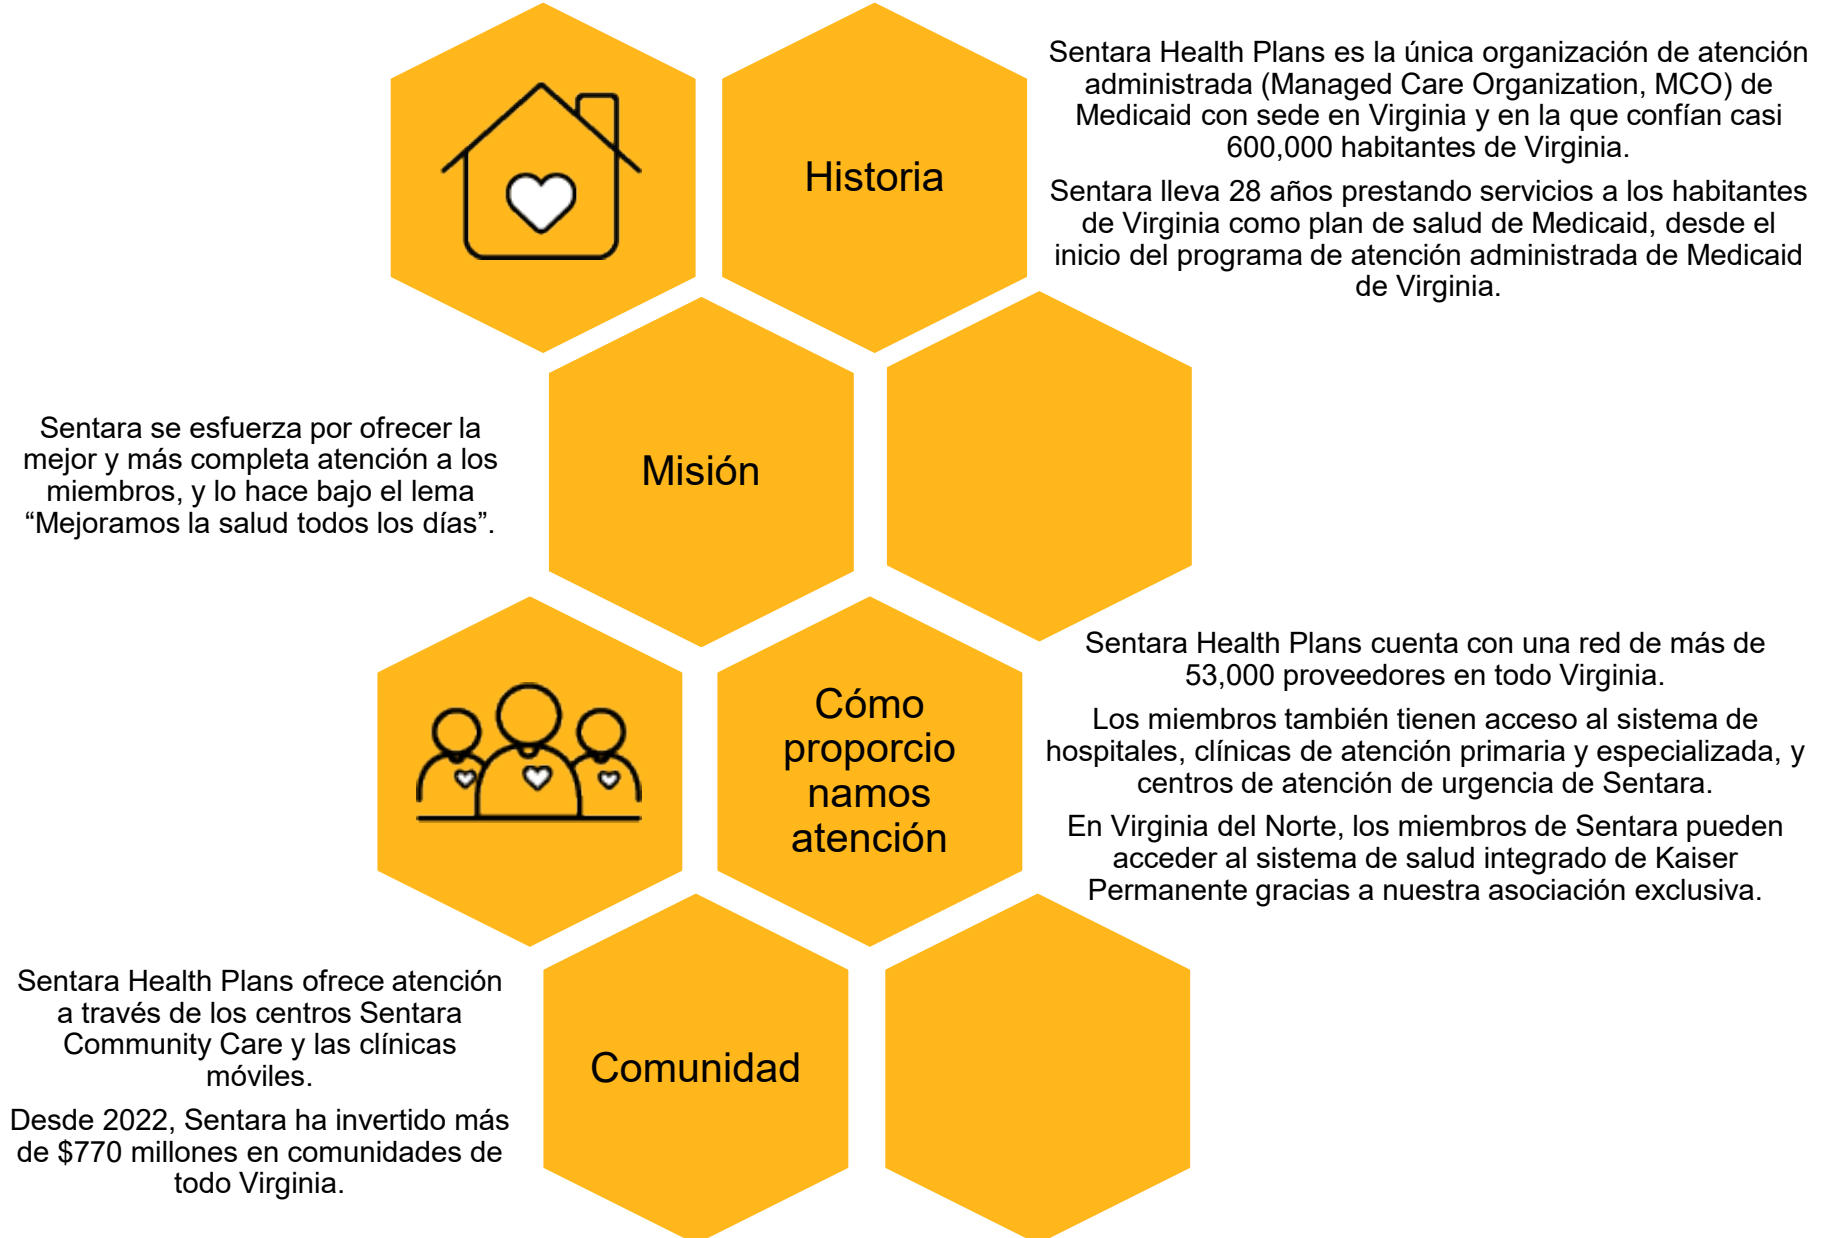 Historia
Sentara Health Plans es la única organización de atención
administrada (Managed Care Organization, MCO) de
Medicaid con sede en Virginia y en la que confían casi
600,000 habitantes de Virginia.
Sentara lleva 28 años prestando servicios a los habitantes
de Virginia como plan de salud de Medicaid, desde el
inicio del programa de atención administrada de Medicaid
de Virginia.
Sentara se esfuerza por ofrecer la
mejor y más completa atención a los
miembros, y lo hace bajo el lema
“Mejoramos la salud todos los días”.
Misión
Cómo
proporcio
namos
atención
Sentara Health Plans cuenta con una red de más de
53,000 proveedores en todo Virginia.
Los miembros también tienen acceso al sistema de
hospitales, clínicas de atención primaria y especializada, y
centros de atención de urgencia de Sentara.
En Virginia del Norte, los miembros de Sentara pueden
acceder al sistema de salud integrado de Kaiser
Permanente gracias a nuestra asociación exclusiva.
Sentara Health Plans ofrece atención
a través de los centros Sentara
Community Care y las clínicas
móviles.
Desde 2022, Sentara ha invertido más
de $770 millones en comunidades de
todo Virginia.
Comunidad